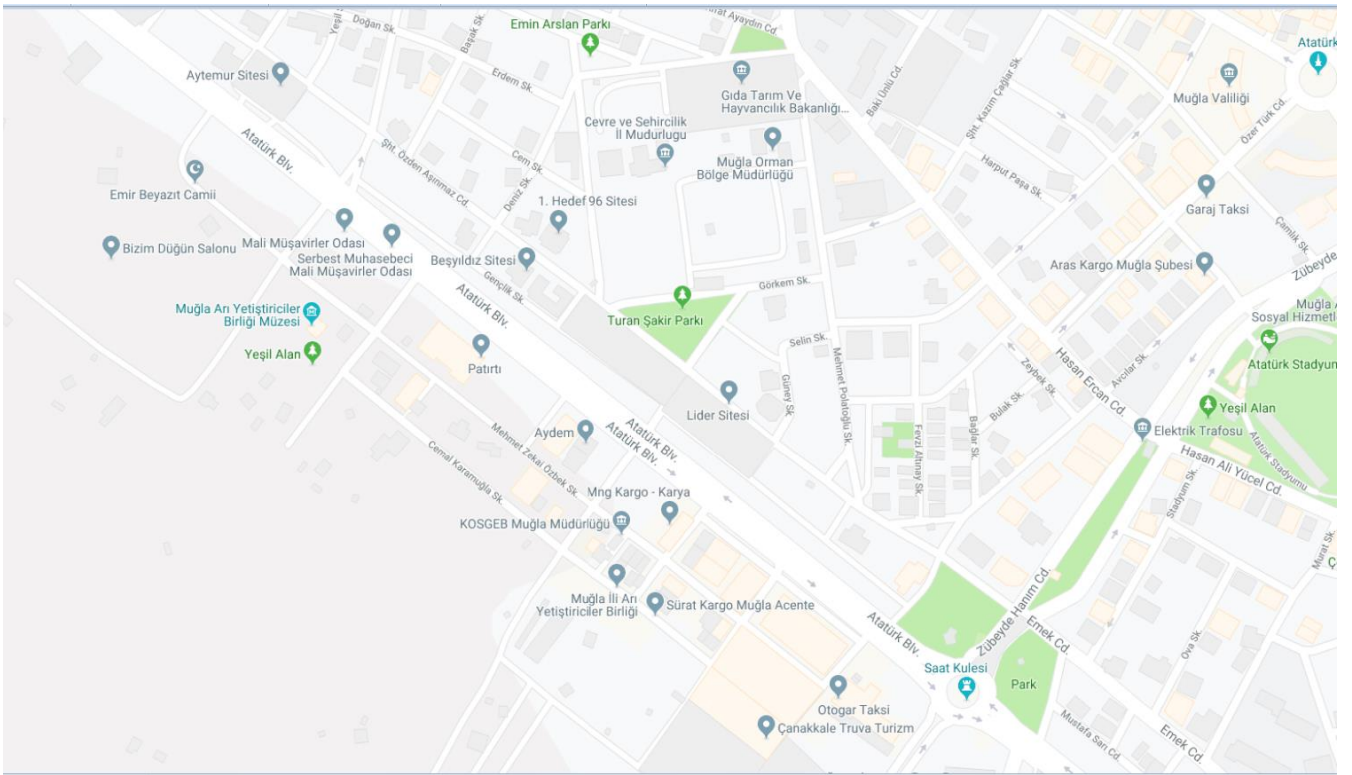 Yeşil
Doğan Sk.
Başak Sk.
Emin Arslan Parkı
Ayaydın Cd.
Atatürk
Aytemur Sitesi
Erdem Sk.
Gıda Tarım Ve
Hayvancılık Bakanlığı...
Baki Ünlü Cd.
Şht. Kazım Çağlar Sk.
Muğla Valiliği
Özer Türk Cd.
Atatürk Blv.
Şht. Özden Aşınmaz Cd.
Cem Sk.
Deniz Sk.
Cevre ve Sehircilik
İl Mudurlugu
Muğla Orman
Bölge Müdürlüğü
Harput Paşa Sk.
Emir Beyazıt Camii
1. Hedef 96 Sitesi
Garaj Taksi
Çamlık Sk.
Bizim Düğün Salonu
Mali Müşavirler Odası
Serbest Muhasebeci
Mali Müşavirler Odası
Beşyıldız Sitesi
Gençlik Sk.
Aras Kargo Muğla Şubesi
Zübeyde
Görkem Sk.
Atatürk Blv.
Muğla Arı Yetiştiriciler
Birliği Müzesi
Turan Şakir Parkı
Muğla A
Sosyal Hizmetl
Yeşil Alan
Patırtı
Selin Sk.
Mehmet Polatoğlu Sk.
Hasan Ercan Cd.
Zeybek Sk.
Avcılar Sk.
Atatürk Stadyum
Güney Sk.
Lider Sitesi
Bulak Sk.
Yeşil Alan
Aydem
Atatürk Blv.
Atatürk Blv.
Fevzi Altınay Sk.
Bağlar Sk.
Elektrik Trafosu
Atatürk Stadyumu
Hasan Ali Yücel Cd.
Mehmet Zekai Özbek Sk.
Cemal Karamuğla Sk.
Stadyum Sk.
Mng Kargo - Karya
KOSGEB Muğla Müdürlüğü
Murat Sk.
Ç
Muğla İli Arı
Yetiştiriciler Birliği
Sürat Kargo Muğla Acente
Atatürk Blv.
Zübeyde Hanım Cd.
Emek Cd.
Ova Sk.
Saat Kulesi
Park
Otogar Taksi
Çanakkale Truva Turizm
Mustafa Sarı Cd.
Emek Cd.